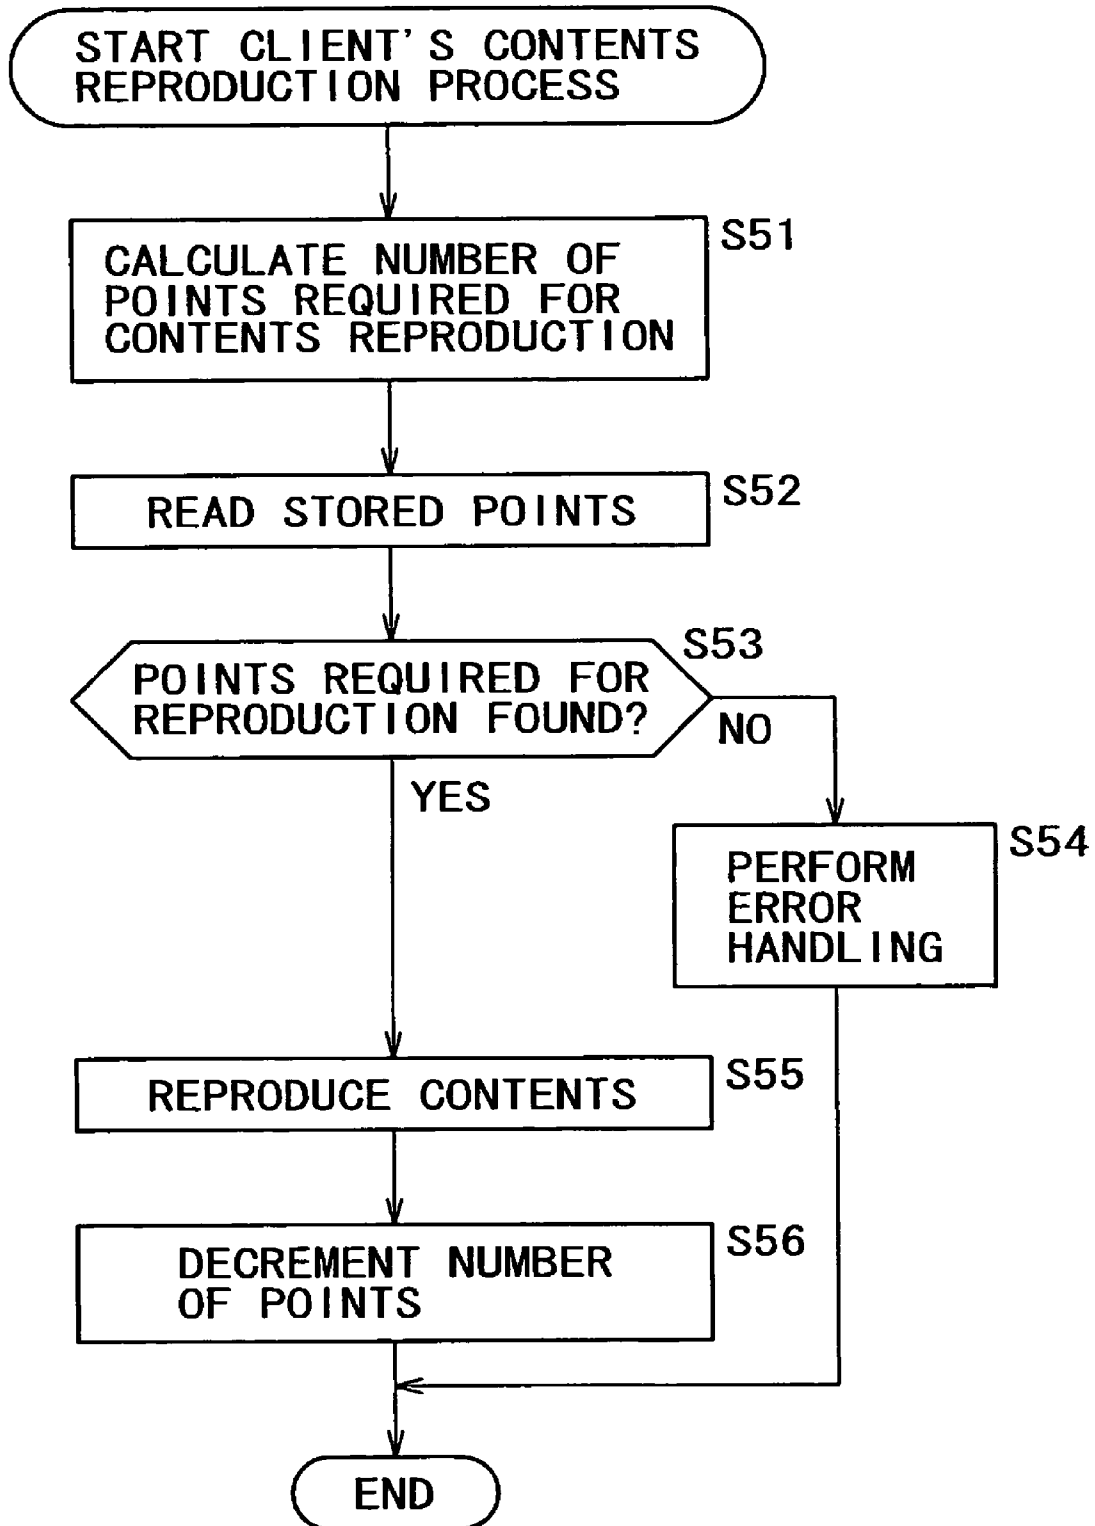 START CLIENT'S CONTENTS
REPRODUCTION PROCESS
S51
CALCULATE NUMBER OF
POINTS REQUIRED FOR
CONTENTS REPRODUCTION
S52
READ STORED POINTS
S53
POINTS REQUIRED FOR
REPRODUCTION FOUND?
NO
YES
S54
PERFORM
ERROR
HANDLING
S55
REPRODUCE CONTENTS
S56
DECREMENT NUMBER
OF POINTS
END